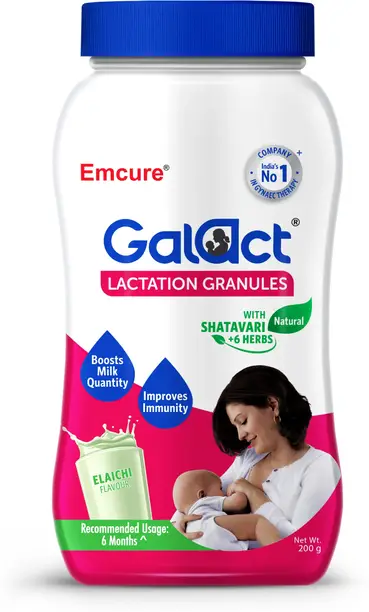 Emcure®
COMPANY +
India's
No 1
IN GYNAEC THERAPY
Galact®
LACTATION GRANULES
WITH
SHATAVARI
+6 HERBS
Natural
Boosts
Milk
Quantity
Improves
Immunity
ELAICHI
FLAVOUR
Recommended Usage:
6 Months ^
Net Wt.
200 g